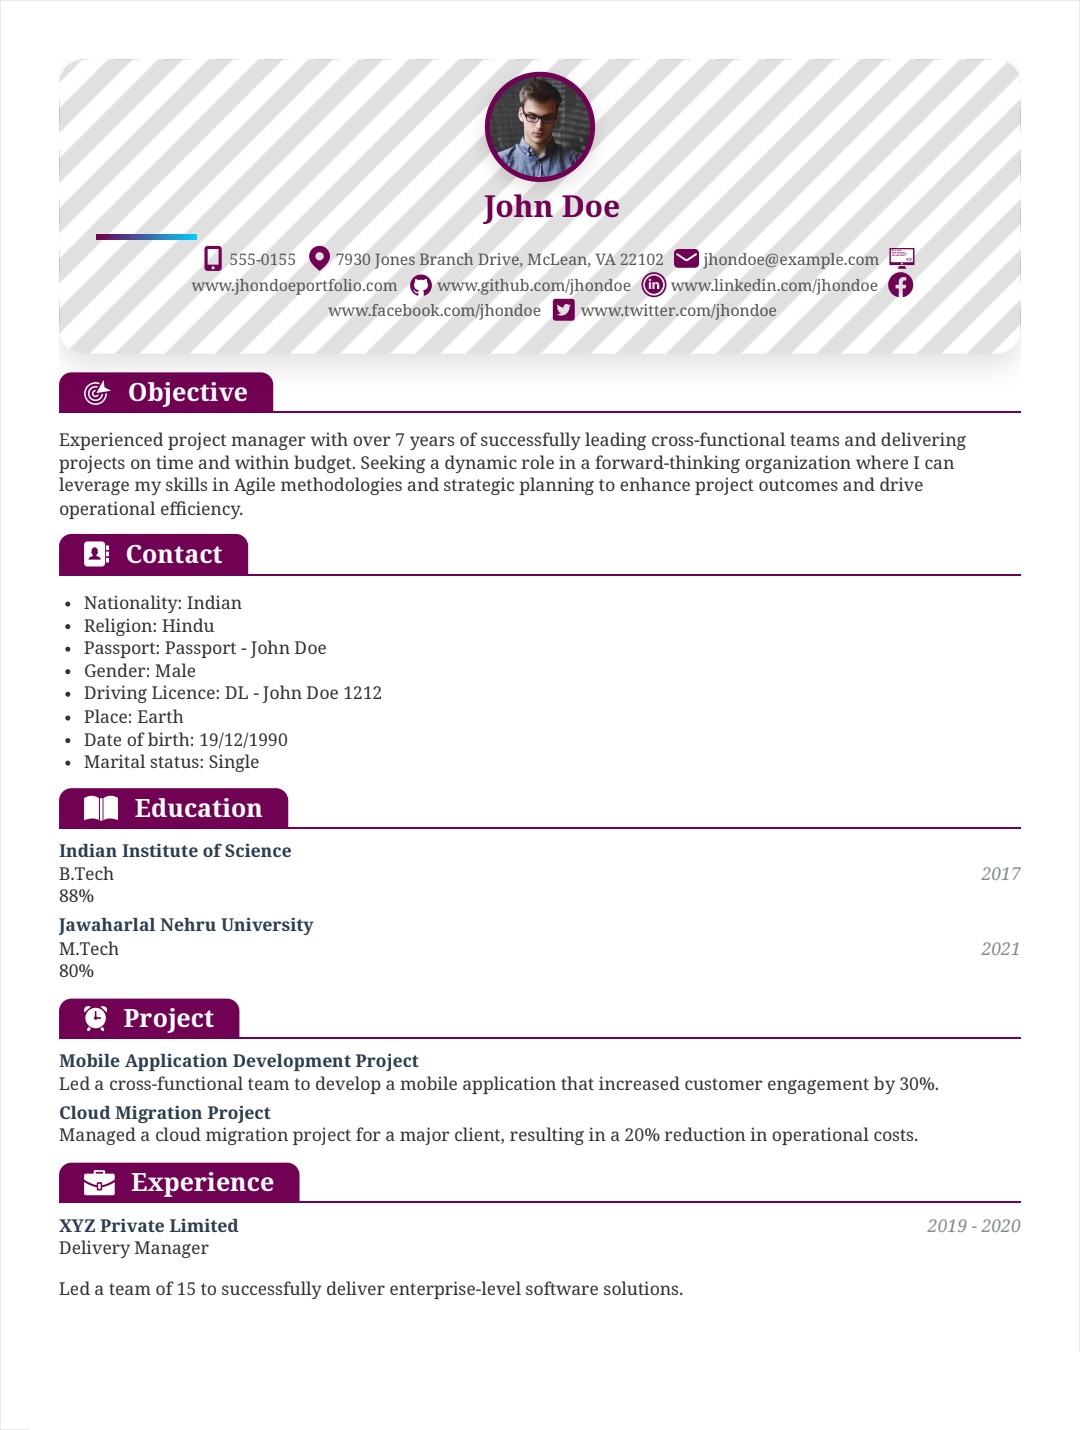 John Doe
555-0155 7930 Jones Branch Drive, McLean, VA 22102 jhondoe@example.com
www.jhondoeportfolio.com www.github.com/jhondoe www.linkedin.com/jhondoe
www.facebook.com/jhondoe www.twitter.com/jhondoe
Objective
Experienced project manager with over 7 years of successfully leading cross-functional teams and delivering
projects on time and within budget. Seeking a dynamic role in a forward-thinking organization where I can
leverage my skills in Agile methodologies and strategic planning to enhance project outcomes and drive
operational efficiency.
Contact
• Nationality: Indian
• Religion: Hindu
• Passport: Passport - John Doe
• Gender: Male
• Driving Licence: DL - John Doe 1212
• Place: Earth
• Date of birth: 19/12/1990
• Marital status: Single
Education
Indian Institute of Science
B.Tech 2017
88%
Jawaharlal Nehru University
M.Tech 2021
80%
Project
Mobile Application Development Project
Led a cross-functional team to develop a mobile application that increased customer engagement by 30%.
Cloud Migration Project
Managed a cloud migration project for a major client, resulting in a 20% reduction in operational costs.
Experience
XYZ Private Limited 2019 - 2020
Delivery Manager
Led a team of 15 to successfully deliver enterprise-level software solutions.